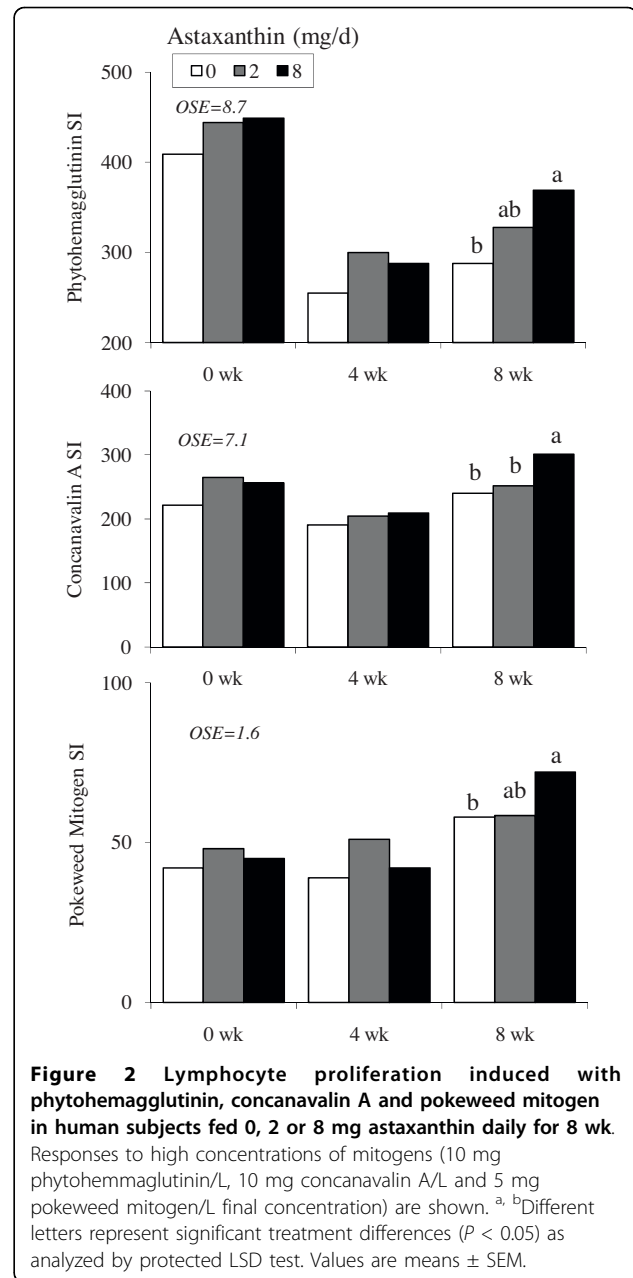 Astaxanthin (mg/d)
0 2 8
Phytohemagglutinin SI
500
400
300
200
OSE=8.7
b ab a
0 wk 4 wk 8 wk
Concanavalin A SI
400
300
200
100
0
OSE=7.1
b b a
0 wk 4 wk 8 wk
Pokeweed Mitogen SI
100
50
0
OSE=1.6
b ab a
0 wk 4 wk 8 wk
Figure 2 Lymphocyte proliferation induced with
phytohemagglutinin, concanavalin A and pokeweed mitogen
in human subjects fed 0, 2 or 8 mg astaxanthin daily for 8 wk.
Responses to high concentrations of mitogens (10 mg
phytohemmaglutinin/L, 10 mg concanavalin A/L and 5 mg
pokeweed mitogen/L final concentration) are shown. a, bDifferent
letters represent significant treatment differences (P < 0.05) as
analyzed by protected LSD test. Values are means ± SEM.